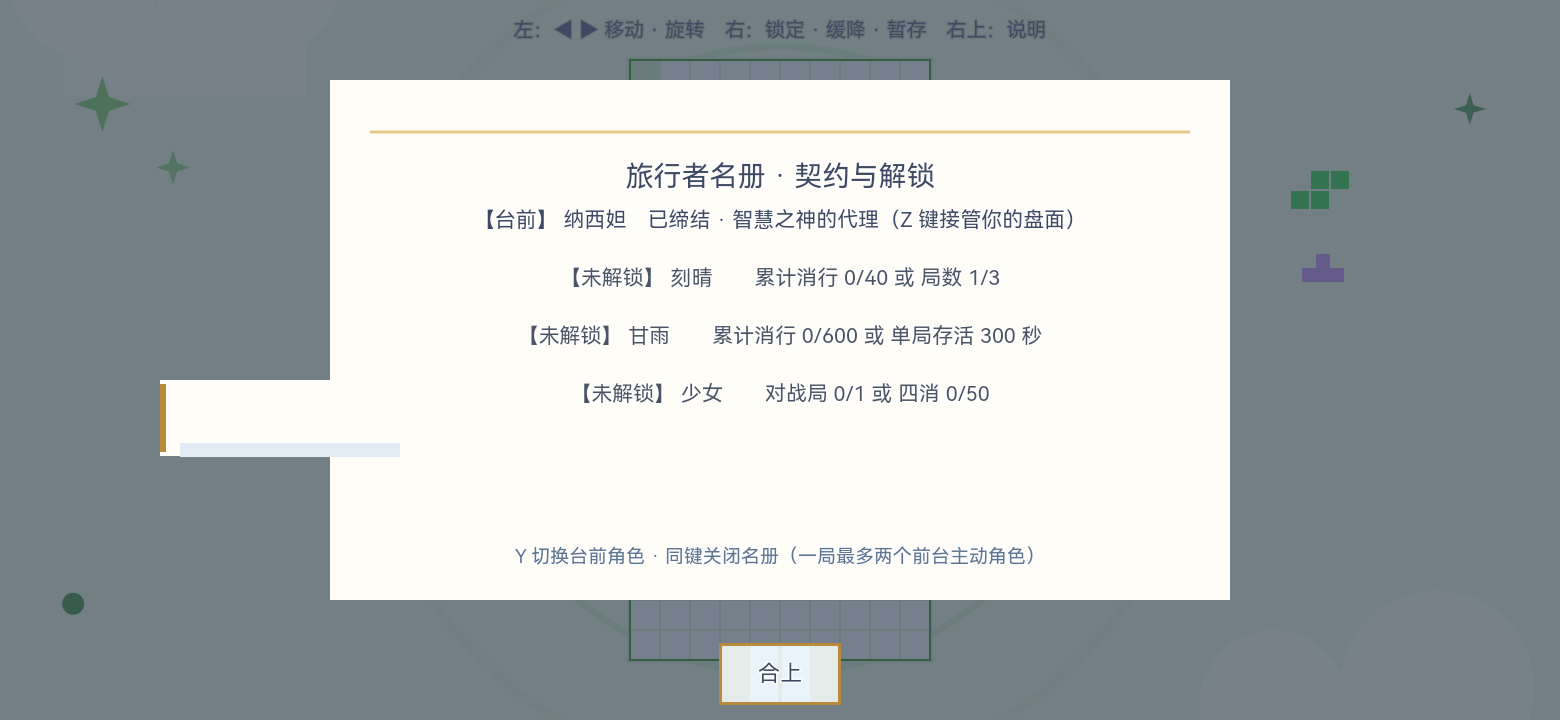 左: ◀ ▶ 移动 · 旋转 右: 锁定 · 缓降 · 暂存 右上: 说明
旅行者名册 · 契约与解锁
【台前】 纳西妲 已缔结 · 智慧之神的代理（Z 键接管你的盘面）
【未解锁】 刻晴 累计消行 0/40 或 局数 1/3
【未解锁】 甘雨 累计消行 0/600 或 单局存活 300 秒
【未解锁】 少女 对战局 0/1 或 四消 0/50
Y 切换台前角色 · 同键关闭名册（一局最多两个前台主动角色）
合上